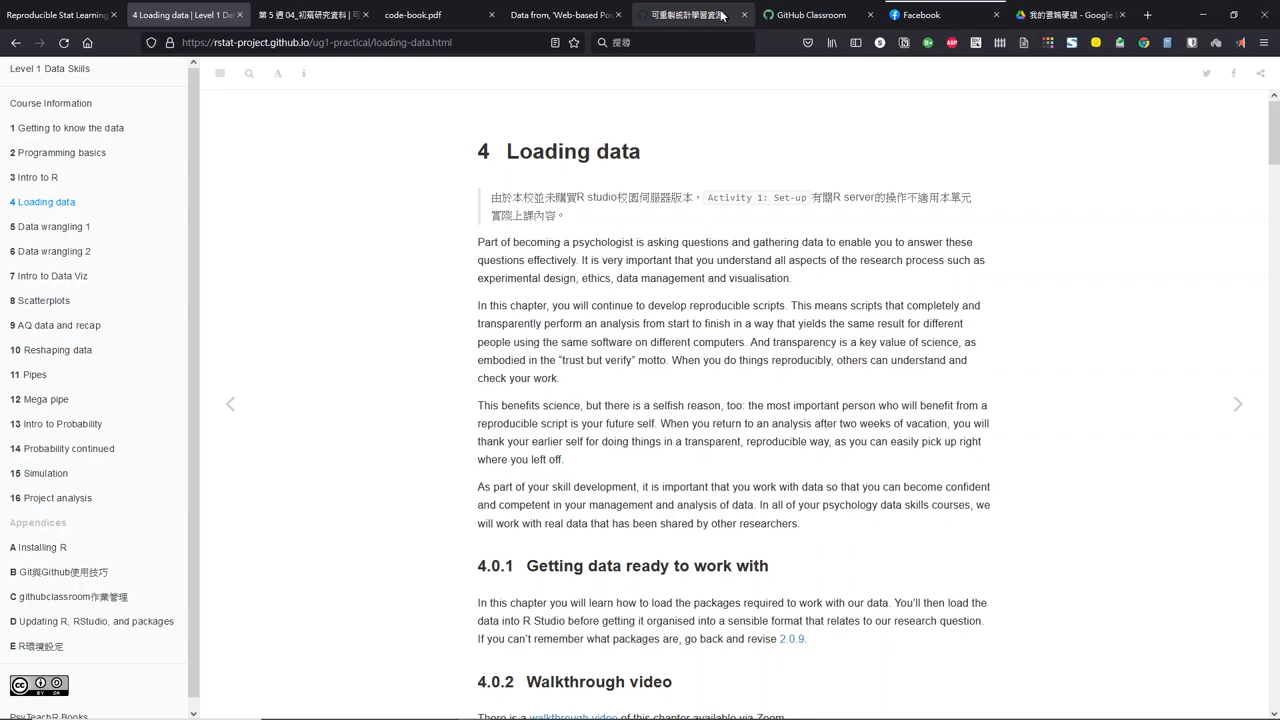 Reproducible Stat Learning
4 Loading data | Level 1 Data
第 5 週 04_初窺研究資料 | 可
code-book.pdf
Data from, 'Web-based Pos
可重製統計學習資源
GitHub Classroom
Facebook
我的雲端硬碟 - Google
https://rstat-project.github.io/ug1-practical/loading-data.html
搜尋
Level 1 Data Skills
Course Information
1 Getting to know the data
2 Programming basics
3 Intro to R
4 Loading data
5 Data wrangling 1
6 Data wrangling 2
7 Intro to Data Viz
8 Scatterplots
9 AQ data and recap
10 Reshaping data
11 Pipes
12 Mega pipe
13 Intro to Probability
14 Probability continued
15 Simulation
16 Project analysis
Appendices
A Installing R
B Git與Github使用技巧
C githubclassroom作業管理
D Updating R, RStudio, and packages
E R環境設定
BY SA
PsyTeachR Books
4 Loading data
由於本校並未購買R studio校園伺服器版本，Activity 1: Set-up有關R server的操作不適用本單元
實際上課內容。
Part of becoming a psychologist is asking questions and gathering data to enable you to answer these
questions effectively. It is very important that you understand all aspects of the research process such as
experimental design, ethics, data management and visualisation.
In this chapter, you will continue to develop reproducible scripts. This means scripts that completely and
transparently perform an analysis from start to finish in a way that yields the same result for different
people using the same software on different computers. And transparency is a key value of science, as
embodied in the “trust but verify” motto. When you do things reproducibly, others can understand and
check your work.
This benefits science, but there is a selfish reason, too: the most important person who will benefit from a
reproducible script is your future self. When you return to an analysis after two weeks of vacation, you will
thank your earlier self for doing things in a transparent, reproducible way, as you can easily pick up right
where you left off.
As part of your skill development, it is important that you work with data so that you can become confident
and competent in your management and analysis of data. In all of your psychology data skills courses, we
will work with real data that has been shared by other researchers.
4.0.1 Getting data ready to work with
In this chapter you will learn how to load the packages required to work with our data. You’ll then load the
data into R Studio before getting it organised into a sensible format that relates to our research question.
If you can’t remember what packages are, go back and revise 2.0.9.
4.0.2 Walkthrough video
There is a walkthrough video of this chapter available via Zoom.